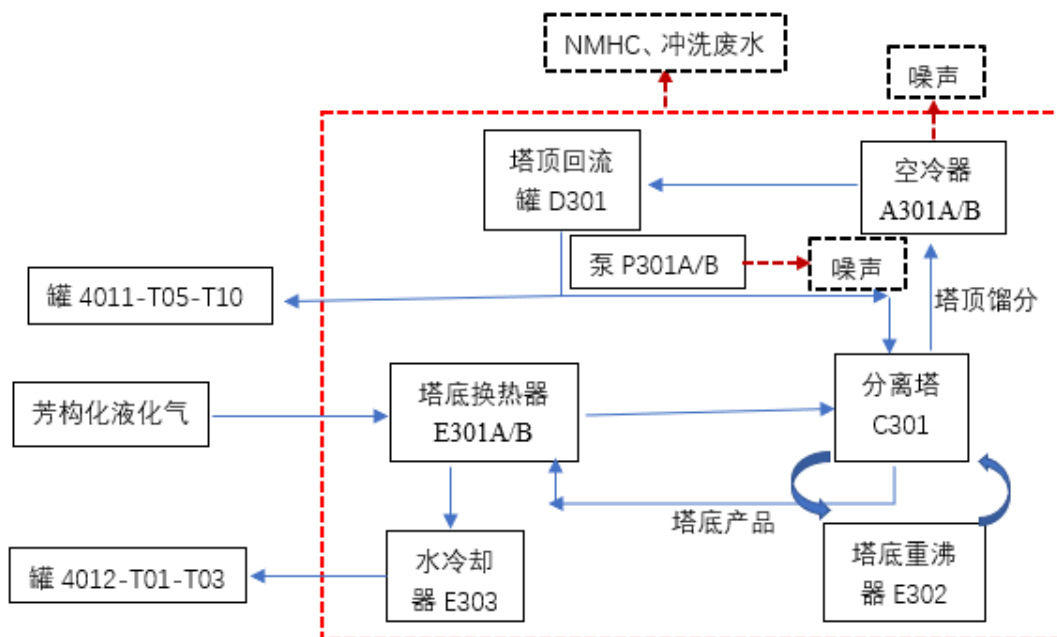 NMHC、冲洗废水
噪声
塔顶回流
罐 D301
空冷器
A301A/B
泵 P301A/B
噪声
罐 4011-T05-T10
塔顶馏分
芳构化液化气
塔底换热器
E301A/B
分离塔
C301
塔底产品
罐 4012-T01-T03
水冷却
器 E303
塔底重沸
器 E302